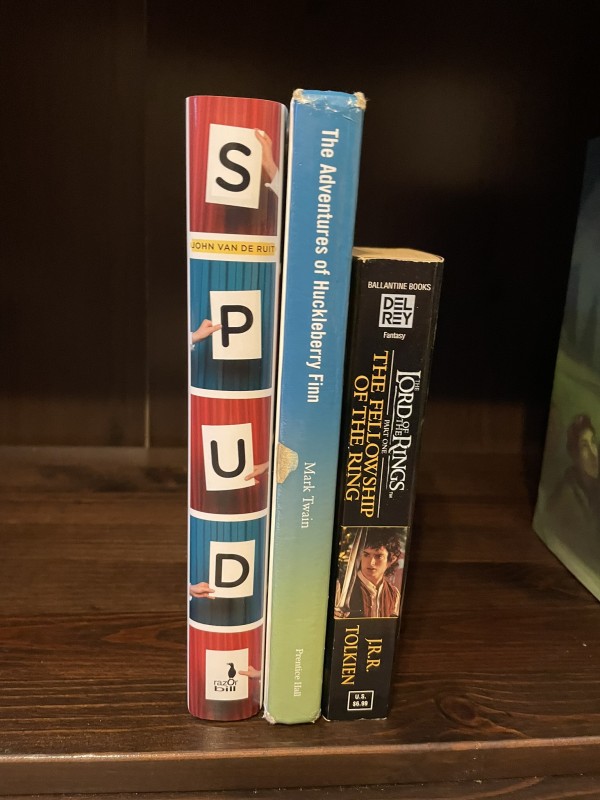 S
JOHN VAN DE RUIT
P
U
D
razOr
bill
The Adventures of Huckleberry Finn
Mark Twain
Prentice Hall
BALLANTINE BOOKS
DEL
REY
Fantasy
THE
LORD
OF THE
RINGS™
PART ONE
THE FELLOWSHIP
OF THE RING
J.R.R.
TOLKIEN
U.S.
$6.99